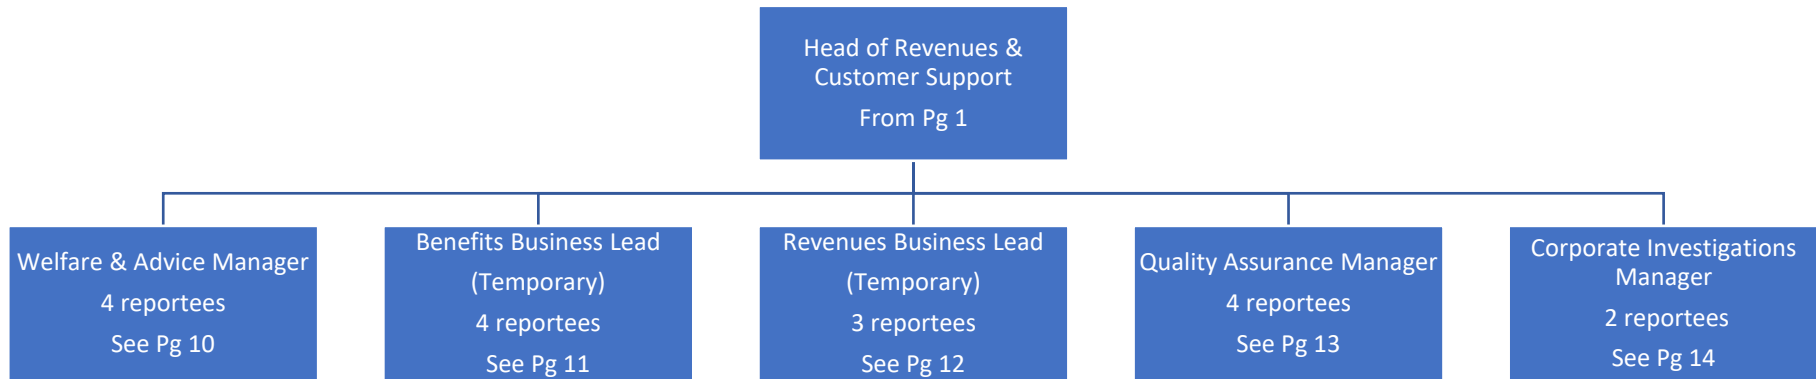 Head of Revenues &
Customer Support
From Pg 1
Welfare & Advice Manager
4 reportees
See Pg 10
Benefits Business Lead
(Temporary)
4 reportees
See Pg 11
Revenues Business Lead
(Temporary)
3 reportees
See Pg 12
Quality Assurance Manager
4 reportees
See Pg 13
Corporate Investigations
Manager
2 reportees
See Pg 14